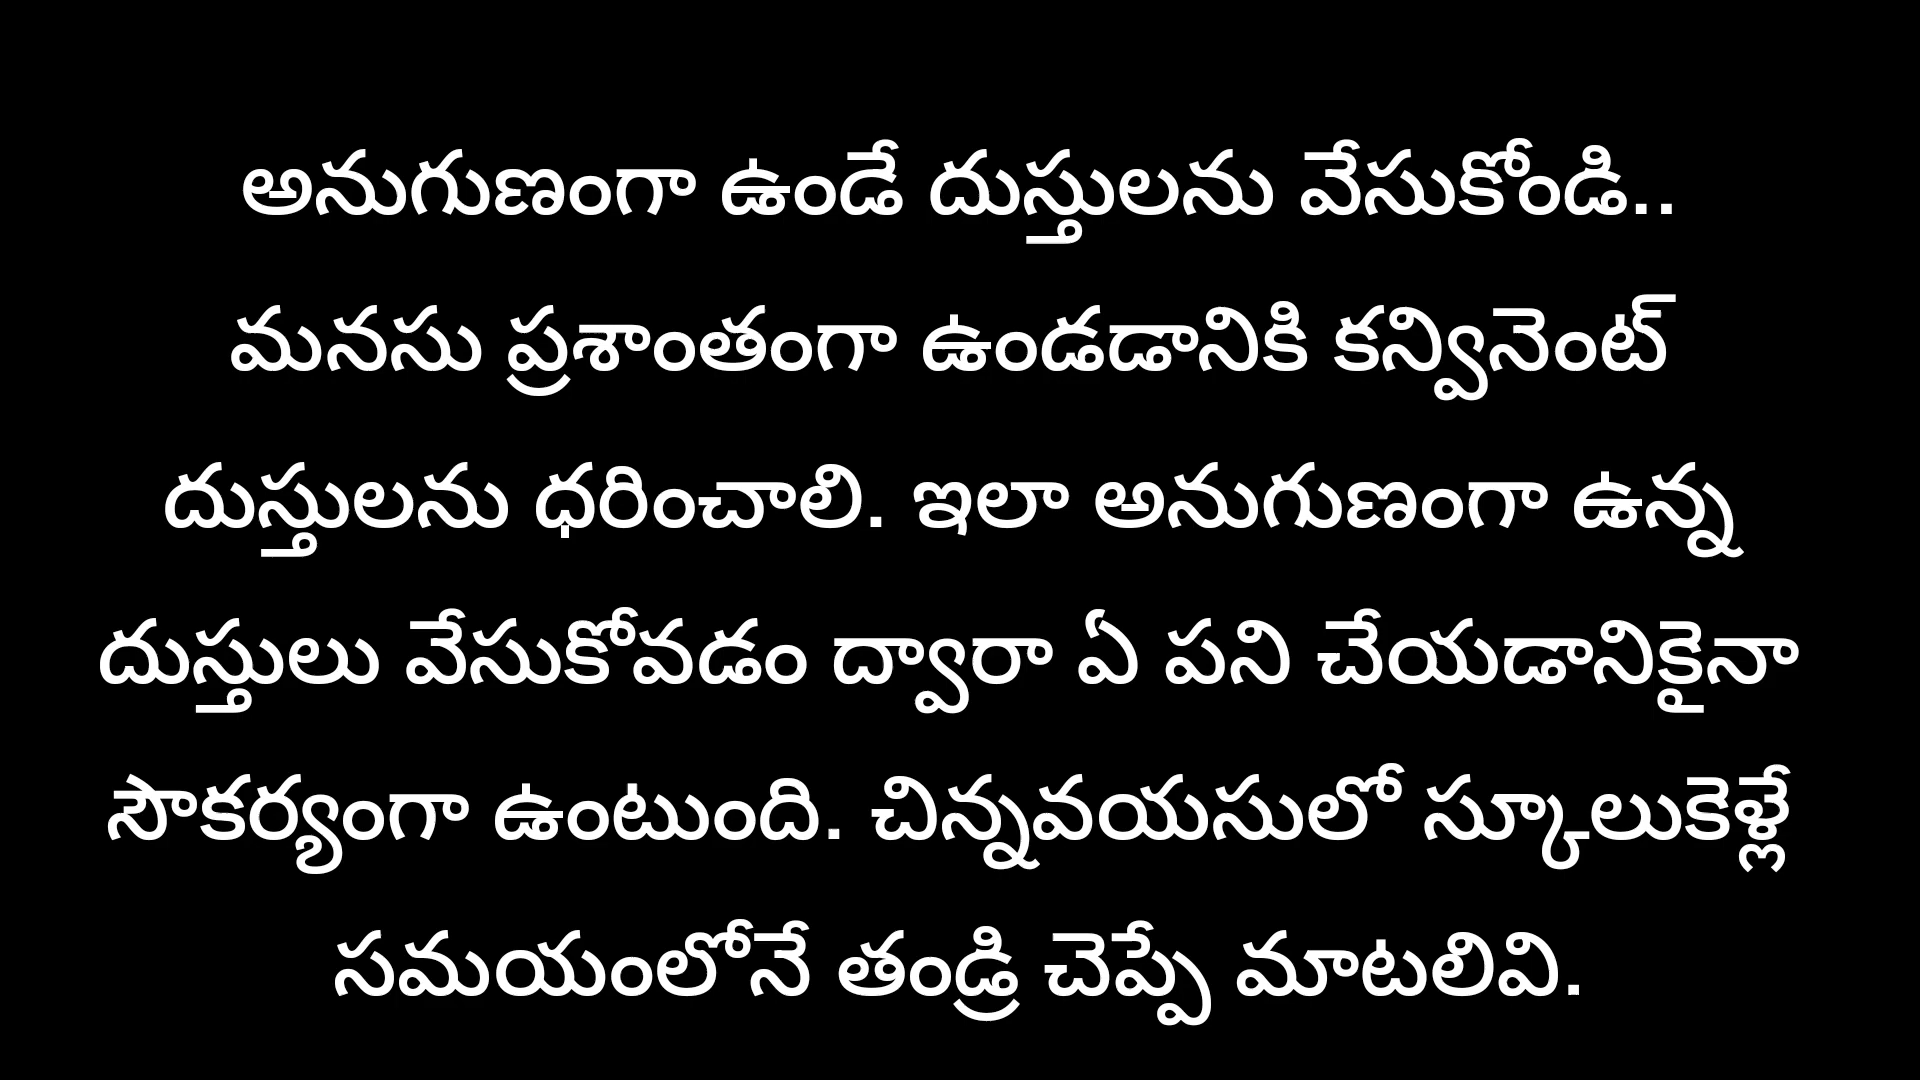 అనుగుణంగా ఉండే దుస్తులను వేసుకోండి..
మనసు ప్రశాంతంగా ఉండడానికి కన్వినెంట్
దుస్తులను ధరించాలి. ఇలా అనుగుణంగా ఉన్న
దుస్తులు వేసుకోవడం ద్వారా ఏ పని చేయడానికైనా
సౌకర్యంగా ఉంటుంది. చిన్నవయసులో స్కూలుకెళ్లే
సమయంలోనే తండ్రి చెప్పే మాటలివి.